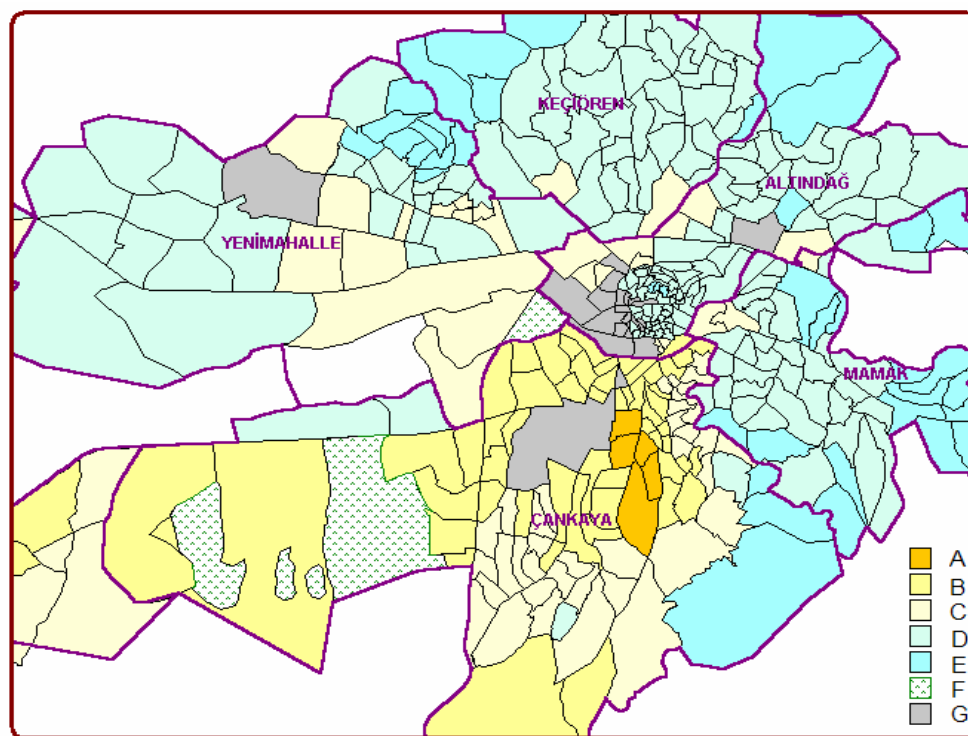 KEÇİÖREN
ALTINDAĞ
YENİMAHALLE
MAMAK
ÇANKAYA
A
B
C
D
E
F
G